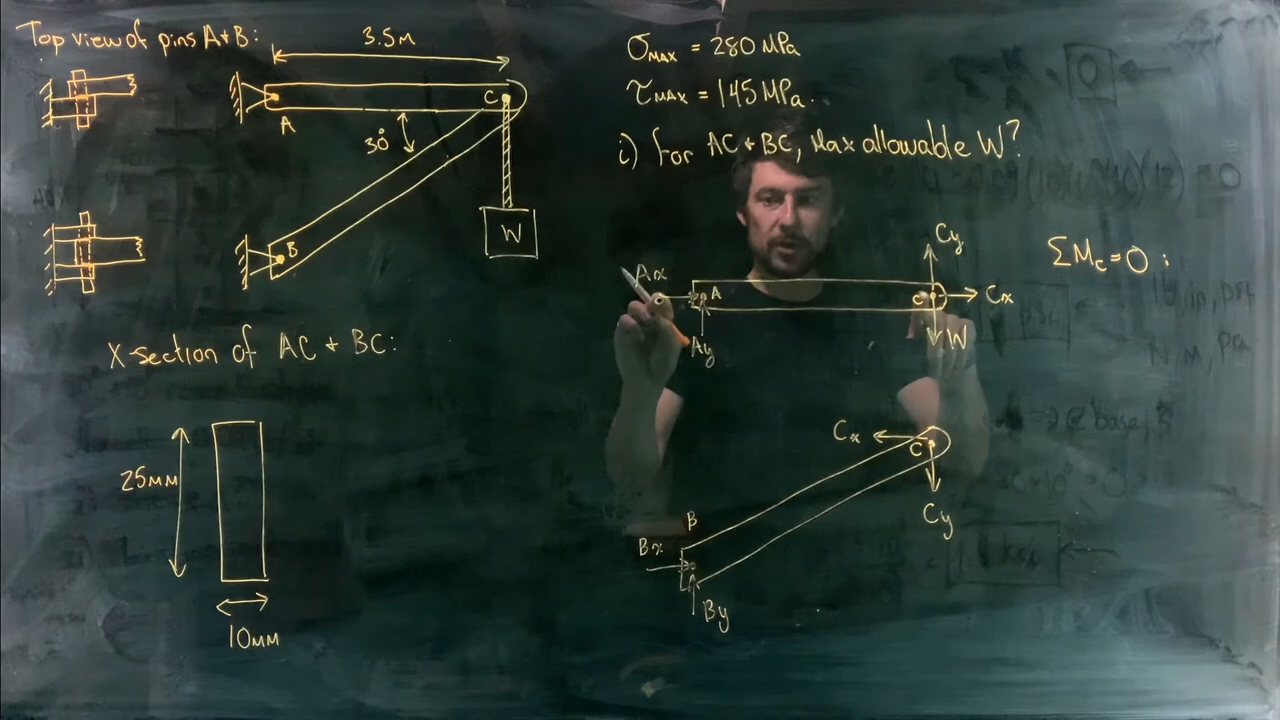 Top view of pins A+B:
3.5M
A
C
30°
B
W
X-section of AC + BC:
25MM
10MM
σMAX = 280 MPa
τMAX = 145 MPa.
i) For AC + BC, Max allowable W?
Ax
A
Ay
Cy
C
Cx
W
ΣMc=0 :
Cx
C
Cy
B
Bx
By